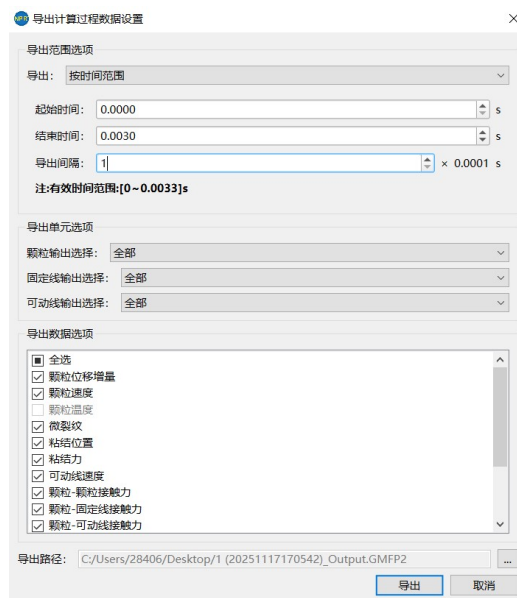 NPR 导出计算过程数据设置
导出范围选项
导出: 按时间范围
起始时间: 0.0000 s
结束时间: 0.0030 s
导出间隔: 1 × 0.0001 s
注:有效时间范围:[0~0.0033]s
导出单元选项
颗粒输出选择: 全部
固定线输出选择: 全部
可动线输出选择: 全部
导出数据选项
全选
颗粒位移增量
颗粒速度
颗粒温度
微裂纹
粘结位置
粘结力
可动线速度
颗粒-颗粒接触力
颗粒-固定线接触力
颗粒-可动线接触力
导出路径: C:/Users/28406/Desktop/1 (20251117170542)_Output.GMFP2 ...
导出 取消